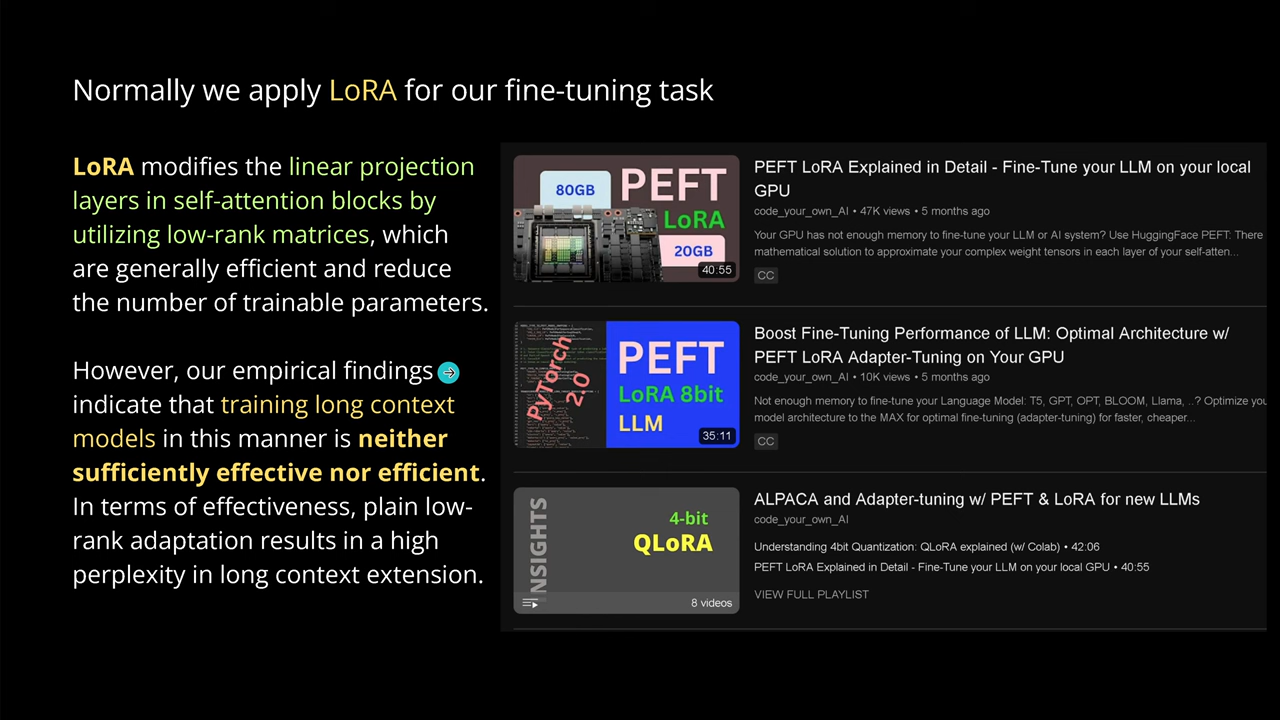 Normally we apply LoRA for our fine-tuning task
LoRA modifies the linear projection
layers in self-attention blocks by
utilizing low-rank matrices, which
are generally efficient and reduce
the number of trainable parameters.
However, our empirical findings
indicate that training long context
models in this manner is neither
sufficiently effective nor efficient.
In terms of effectiveness, plain low-
rank adaptation results in a high
perplexity in long context extension.
80GB
PEFT
LoRA
20GB
40:55
PEFT LoRA Explained in Detail - Fine-Tune your LLM on your local
GPU
code_your_own_AI • 47K views • 5 months ago
Your GPU has not enough memory to fine-tune your LLM or AI system? Use HuggingFace PEFT: There
mathematical solution to approximate your complex weight tensors in each layer of your self-atten...
CC
PYTorch
2.0
PEFT
LoRA 8bit
LLM
35:11
Boost Fine-Tuning Performance of LLM: Optimal Architecture w/
PEFT LoRA Adapter-Tuning on Your GPU
code_your_own_AI • 10K views • 5 months ago
Not enough memory to fine-tune your Language Model: T5, GPT, OPT, BLOOM, Llama, ..? Optimize you
model architecture to the MAX for optimal fine-tuning (adapter-tuning) for faster, cheaper...
CC
INSIGHTS
4-bit
QLoRA
8 videos
ALPACA and Adapter-tuning w/ PEFT & LoRA for new LLMs
code_your_own_AI
Understanding 4bit Quantization: QLoRA explained (w/ Colab) • 42:06
PEFT LoRA Explained in Detail - Fine-Tune your LLM on your local GPU • 40:55
VIEW FULL PLAYLIST